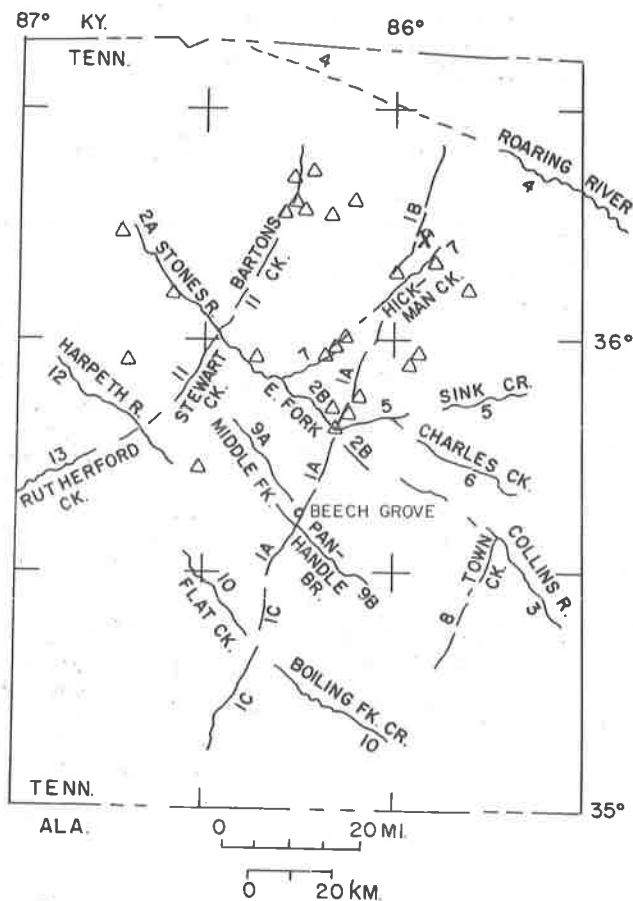 87° KY. 86°
TENN.
4
ROARING RIVER
4
2A STONES R.
BARTONS CK.
11
1B
7
HICK-
MAN CK.
36°
HARPETH R.
12
11
STEWART CK.
7
1A
2B
E. FORK
5
SINK CR.
5
2B
CHARLES CK.
6
13
RUTHERFORD CK.
9A
MIDDLE FK.
1A
BEECH GROVE
PAN-
HANDLE BR.
9B
COLLINS R.
3
TOWN CK.
8
1A
10
FLAT CK.
1C
BOILING FK. CR.
10
1C
TENN. 35°
ALA.
0 20 MI.
0 20 KM.